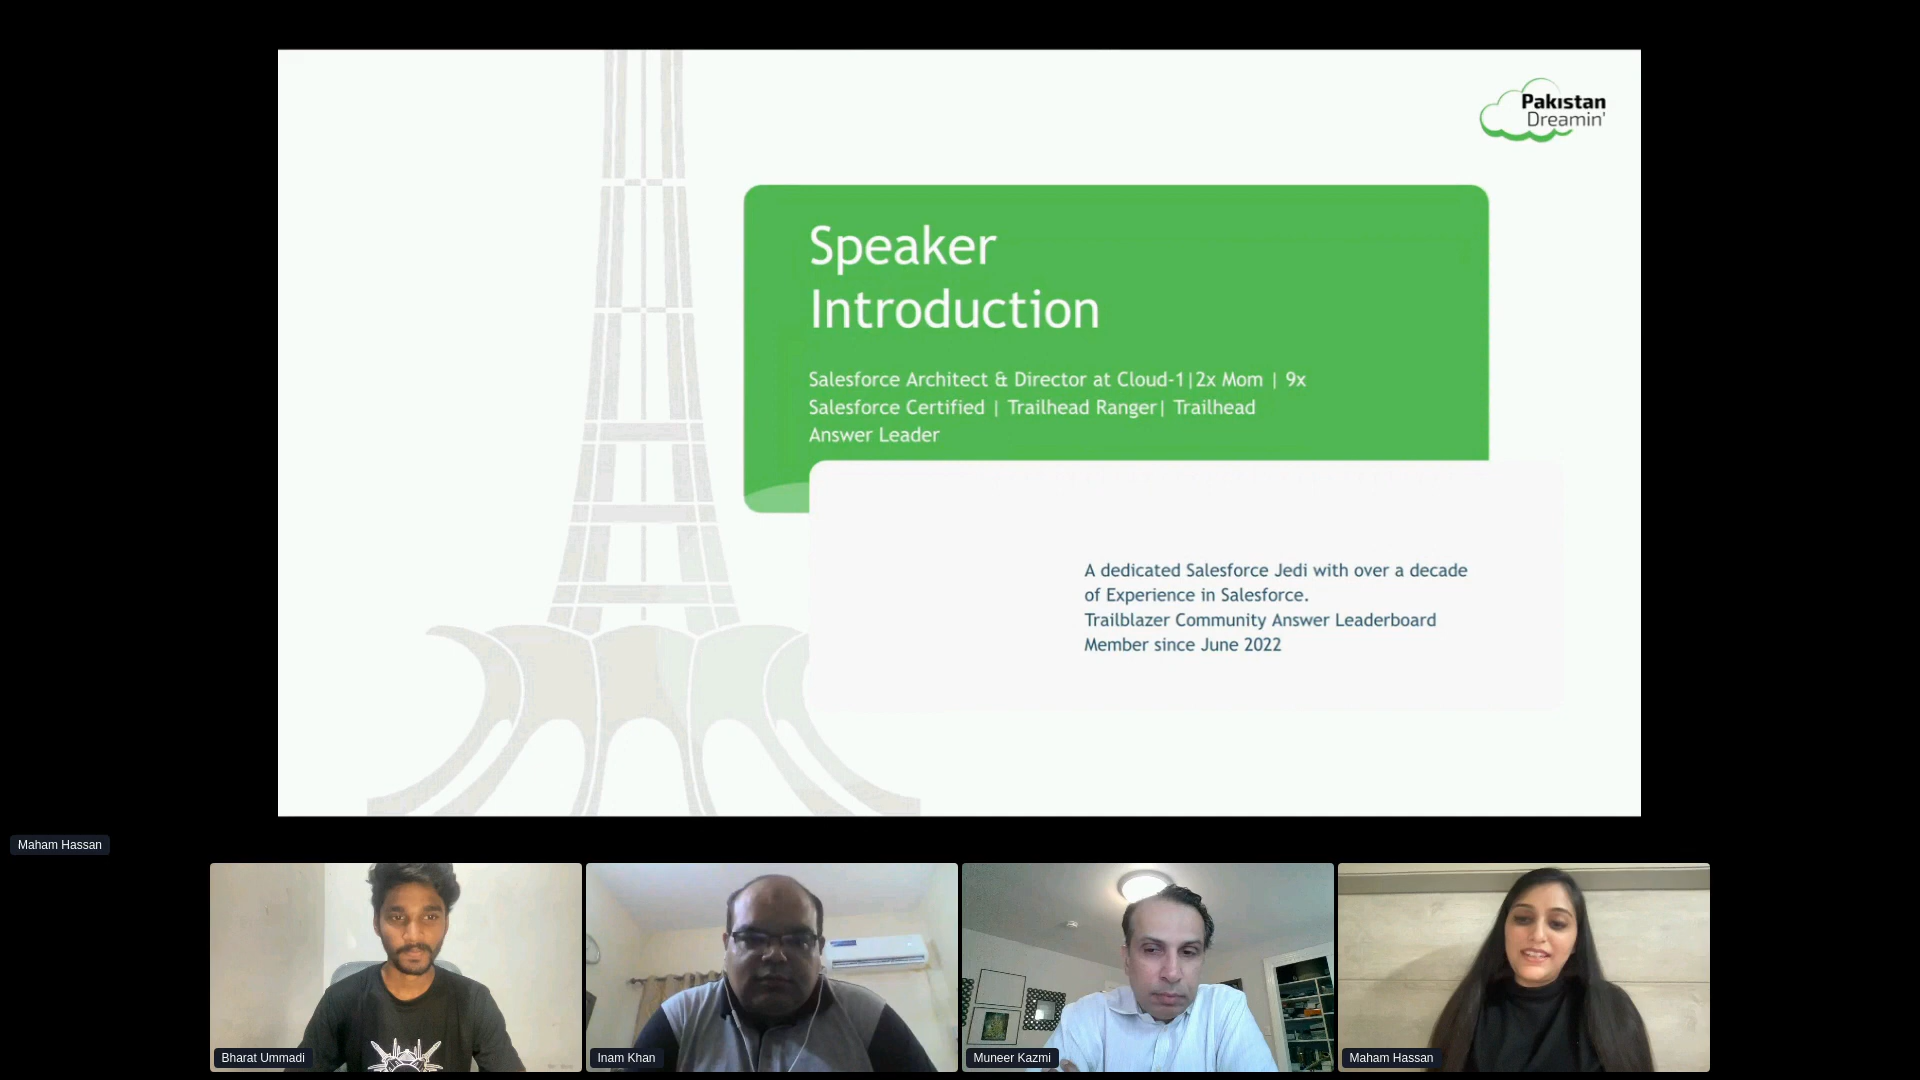 Pakistan
Dreamin'
Speaker
Introduction
Salesforce Architect & Director at Cloud-1|2x Mom | 9x
Salesforce Certified | Trailhead Ranger| Trailhead
Answer Leader
A dedicated Salesforce Jedi with over a decade
of Experience in Salesforce.
Trailblazer Community Answer Leaderboard
Member since June 2022
Maham Hassan
Bharat Ummadi
Inam Khan
Muneer Kazmi
Maham Hassan